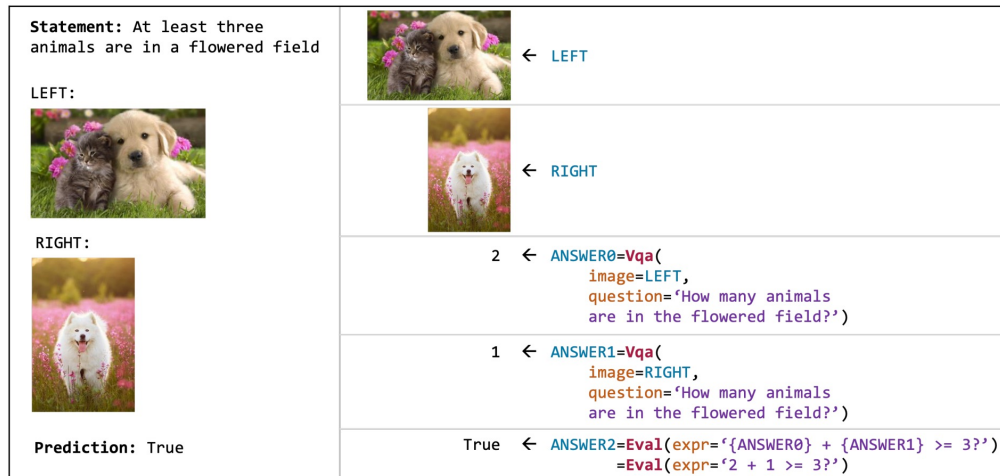 Statement: At least three
animals are in a flowered field
LEFT:
RIGHT:
Prediction: True
← LEFT
← RIGHT
2 ← ANSWER0=Vqa(
image=LEFT,
question=‘How many animals
are in the flowered field?’)
1 ← ANSWER1=Vqa(
image=RIGHT,
question=‘How many animals
are in the flowered field?’)
True ← ANSWER2=Eval(expr=‘{ANSWER0} + {ANSWER1} >= 3?’)
=Eval(expr=‘2 + 1 >= 3?’)